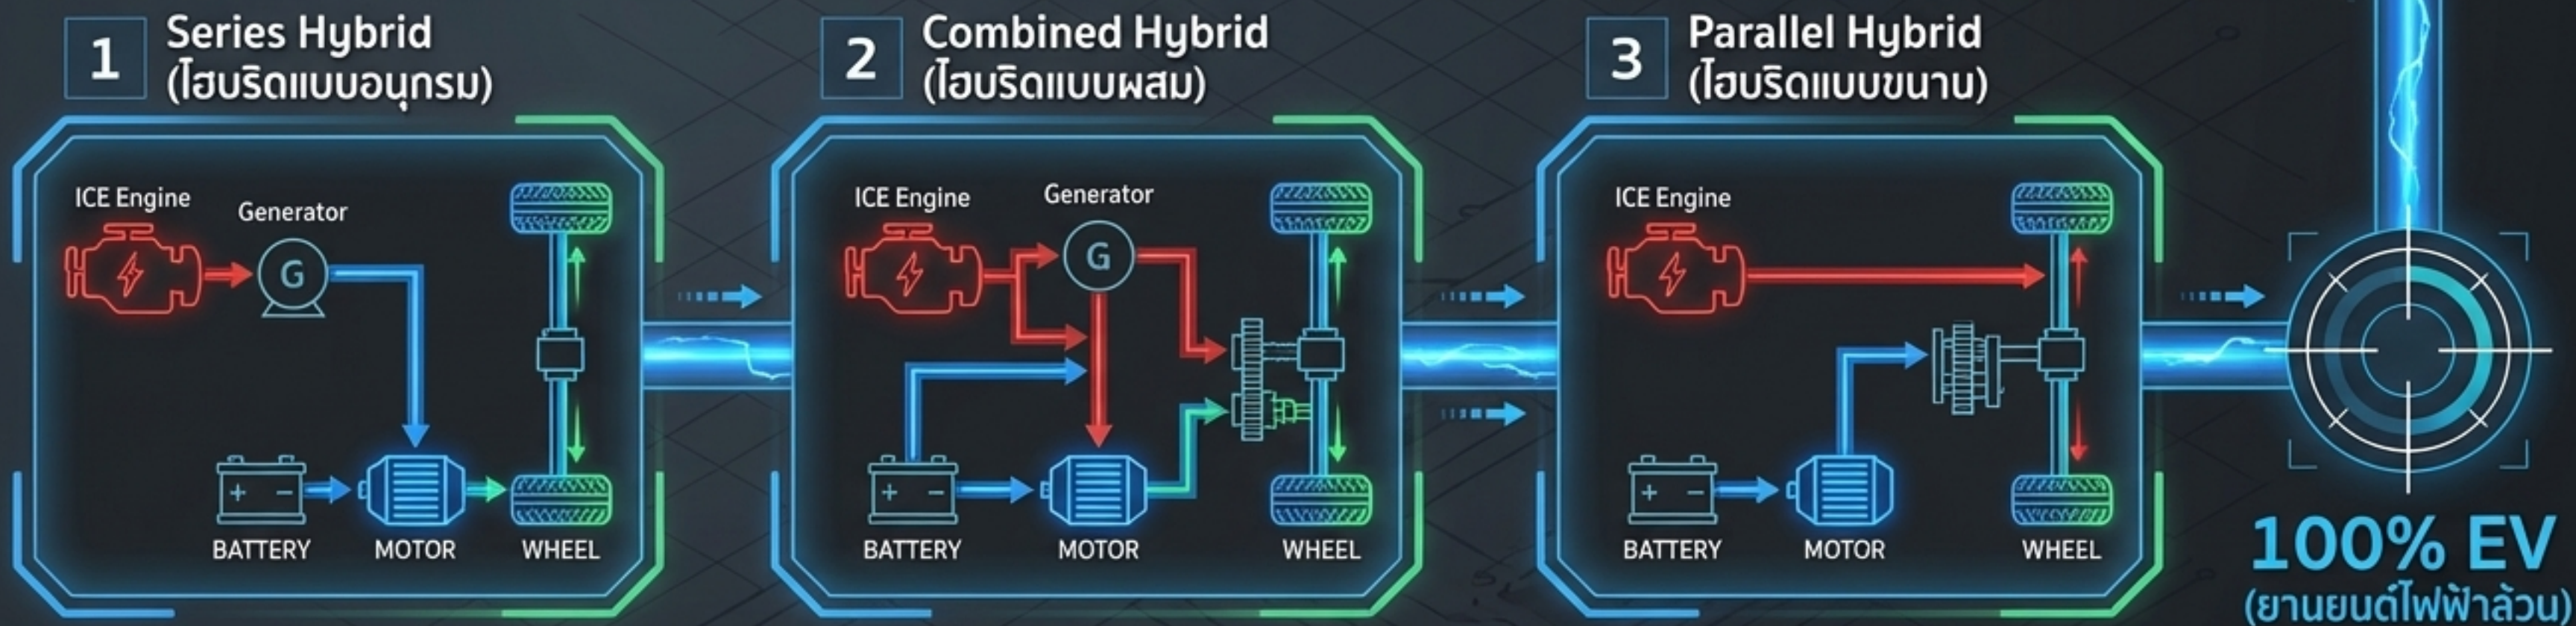 1
Series Hybrid
(ไฮบริดแบบอนุกรม)
ICE Engine
Generator
G
+ -
BATTERY
MOTOR
WHEEL
2
Combined Hybrid
(ไฮบริดแบบผสม)
ICE Engine
Generator
G
+ -
BATTERY
MOTOR
WHEEL
3
Parallel Hybrid
(ไฮบริดแบบขนาน)
ICE Engine
+ -
BATTERY
MOTOR
WHEEL
100% EV
(ยานยนต์ไฟฟ้าล้วน)